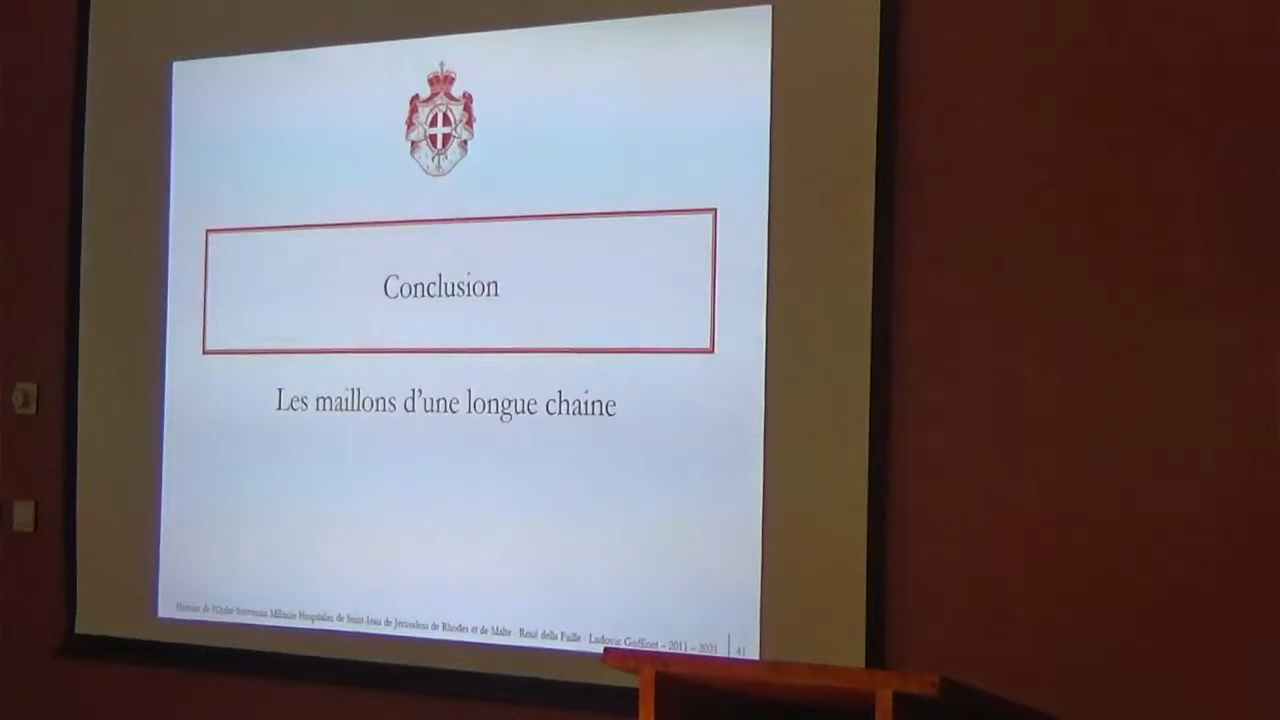 Conclusion
Les maillons d'une longue chaine
Histoire de l'Ordre Souverain Militaire Hospitalier de Saint-Jean de Jérusalem de Rhodes et de Malte - René della Faille - Ludovic Goffinet – 2011 – 2021 41